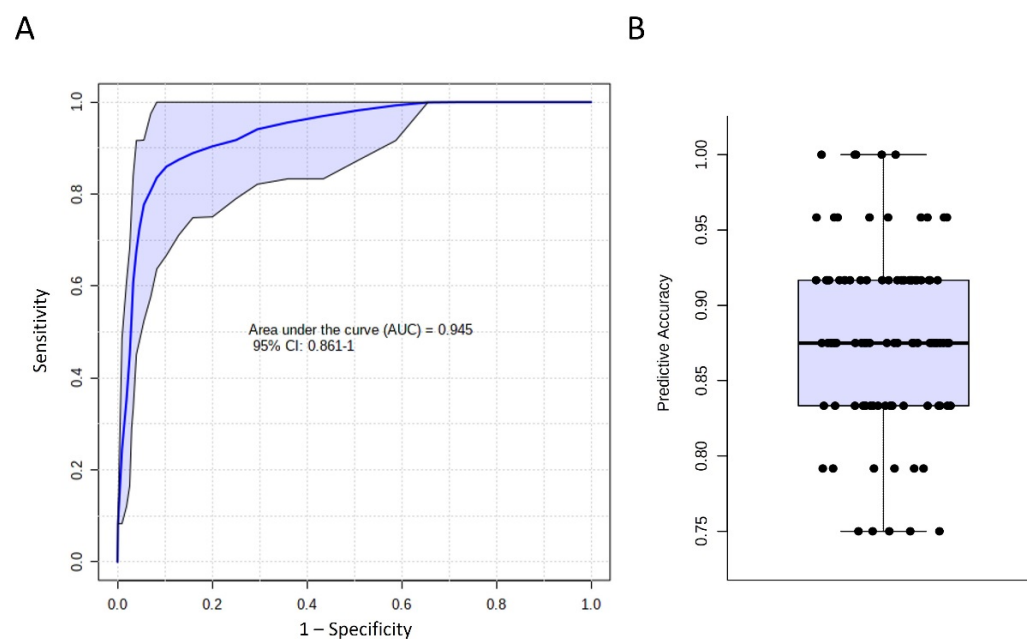 A
B
Sensitivity
1.0
0.8
0.6
0.4
0.2
0.0
Area under the curve (AUC) = 0.945
95% CI: 0.861-1
0.0 0.2 0.4 0.6 0.8 1.0
1 – Specificity
Predictive Accuracy
1.00
0.95
0.90
0.85
0.80
0.75